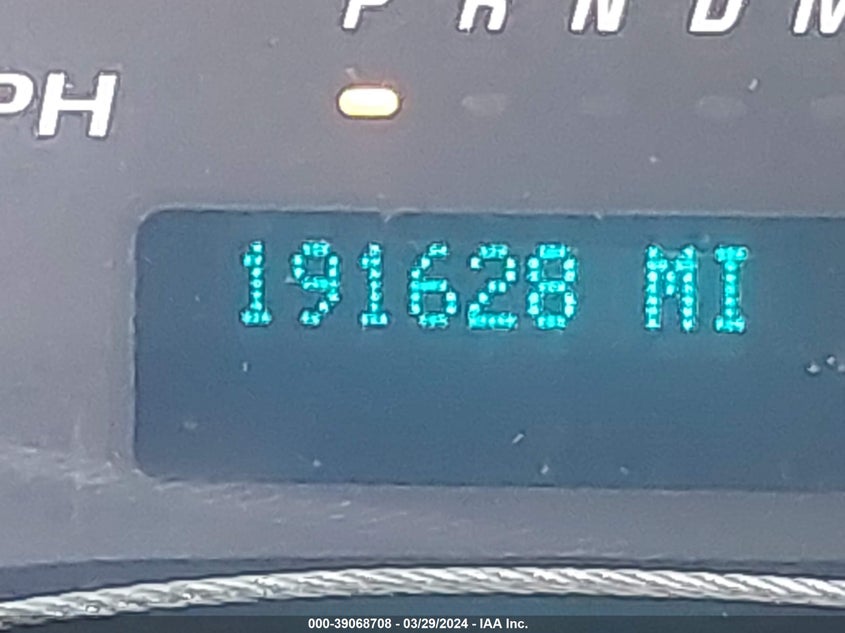 P R N D M
PH
191628 MI
000-39068708 - 03/29/2024 - IAA Inc.